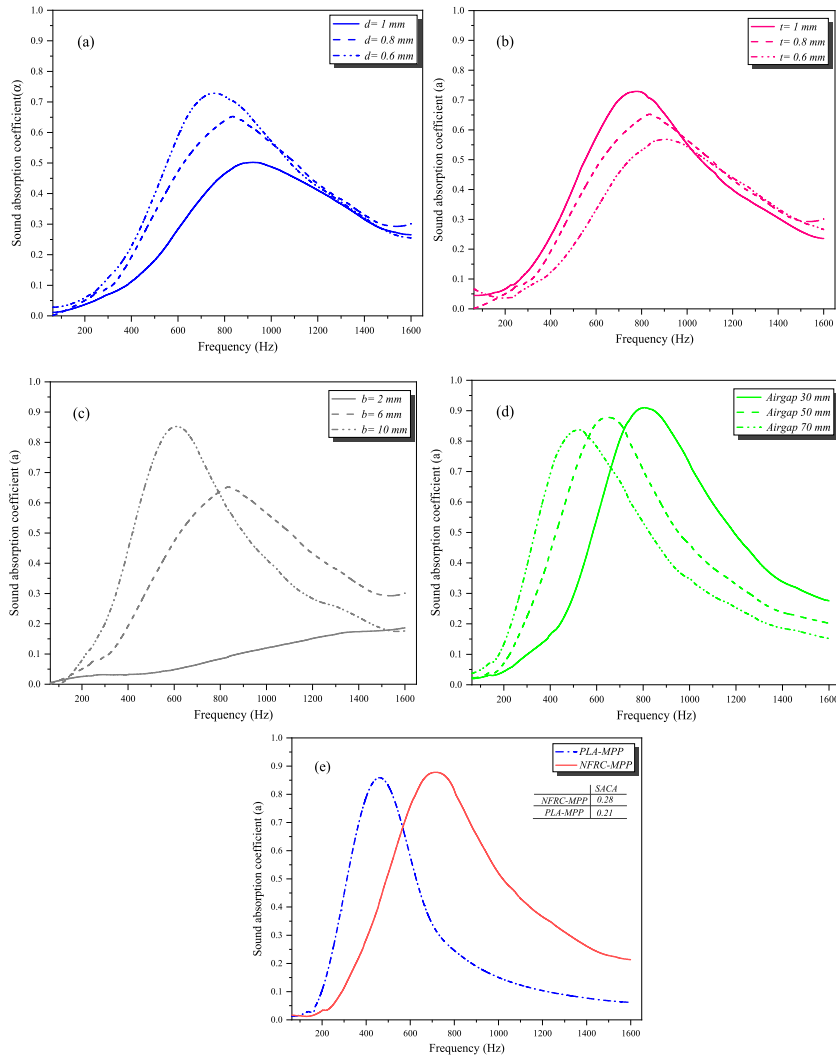 (a)
d= 1 mm
d= 0.8 mm
d= 0.6 mm
Sound absorption coefficient(α)
1.0
0.9
0.8
0.7
0.6
0.5
0.4
0.3
0.2
0.1
0.0
200 400 600 800 1000 1200 1400 1600
Frequency (Hz)
(b)
t= 1 mm
t= 0.8 mm
t= 0.6 mm
Sound absorption coefficient (a)
1.0
0.9
0.8
0.7
0.6
0.5
0.4
0.3
0.2
0.1
0.0
200 400 600 800 1000 1200 1400 1600
Frequency (Hz)
(c)
b= 2 mm
b= 6 mm
b= 10 mm
Sound absorption coefficient (a)
1.0
0.9
0.8
0.7
0.6
0.5
0.4
0.3
0.2
0.1
0.0
200 400 600 800 1000 1200 1400 1600
Frequency (Hz)
(d)
Airgap 30 mm
Airgap 50 mm
Airgap 70 mm
Sound absorption coefficient (a)
1.0
0.9
0.8
0.7
0.6
0.5
0.4
0.3
0.2
0.1
0.0
200 400 600 800 1000 1200 1400 1600
Frequency (Hz)
(e)
PLA-MPP
NFRC-MPP
SACA
NFRC-MPP 0.28
PLA-MPP 0.21
Sound absorption coefficient (a)
1.0
0.9
0.8
0.7
0.6
0.5
0.4
0.3
0.2
0.1
0.0
200 400 600 800 1000 1200 1400 1600
Frequency (Hz)